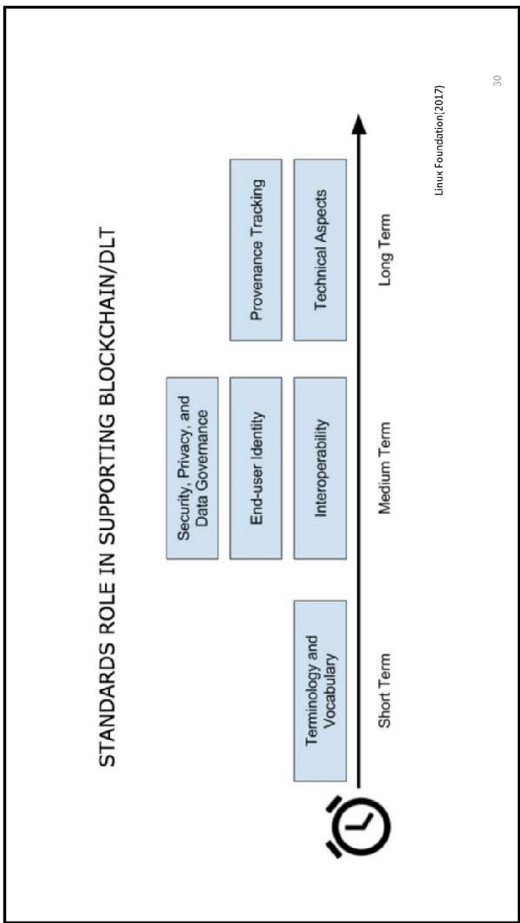 STANDARDS ROLE IN SUPPORTING BLOCKCHAIN/DLT
Security, Privacy, and
Data Governance
End-user Identity
Provenance Tracking
Terminology and
Vocabulary
Interoperability
Technical Aspects
Short Term
Medium Term
Long Term
Linux Foundation(2017)
30